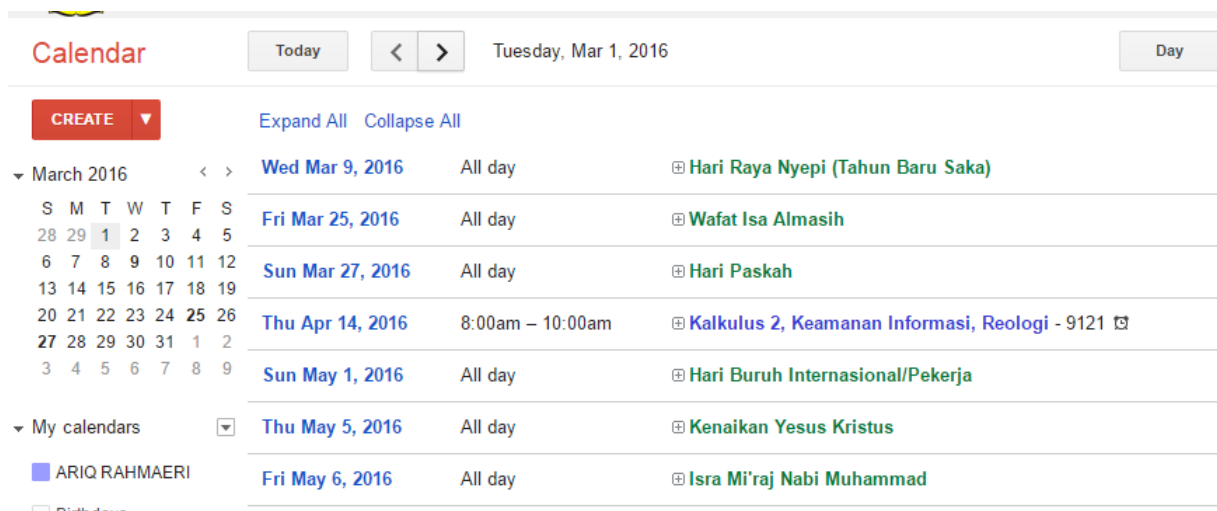 Calendar
Today < > Tuesday, Mar 1, 2016 Day
CREATE
Expand All Collapse All
March 2016 < >
S M T W T F S
28 29 1 2 3 4 5
6 7 8 9 10 11 12
13 14 15 16 17 18 19
20 21 22 23 24 25 26
27 28 29 30 31 1 2
3 4 5 6 7 8 9
My calendars
ARIQ RAHMAERI
Birthdays
Wed Mar 9, 2016 All day Hari Raya Nyepi (Tahun Baru Saka)
Fri Mar 25, 2016 All day Wafat Isa Almasih
Sun Mar 27, 2016 All day Hari Paskah
Thu Apr 14, 2016 8:00am – 10:00am Kalkulus 2, Keamanan Informasi, Reologi - 9121
Sun May 1, 2016 All day Hari Buruh Internasional/Pekerja
Thu May 5, 2016 All day Kenaikan Yesus Kristus
Fri May 6, 2016 All day Isra Mi'raj Nabi Muhammad